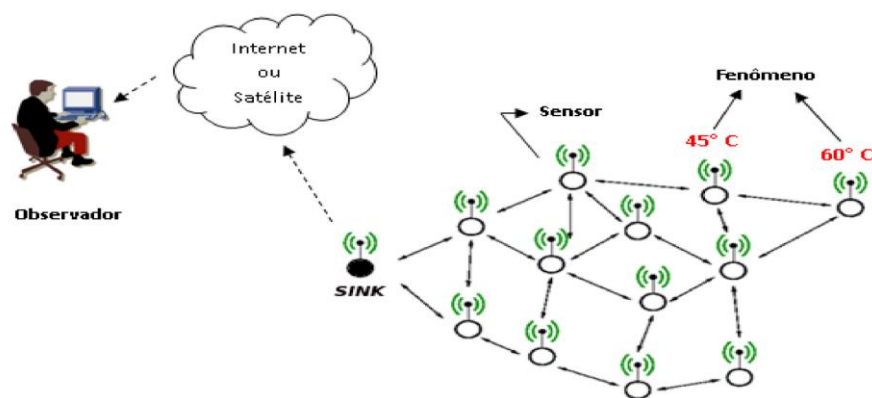 Internet
ou
Satélite
Fenômeno
Sensor
45° C
60° C
Observador
SINK